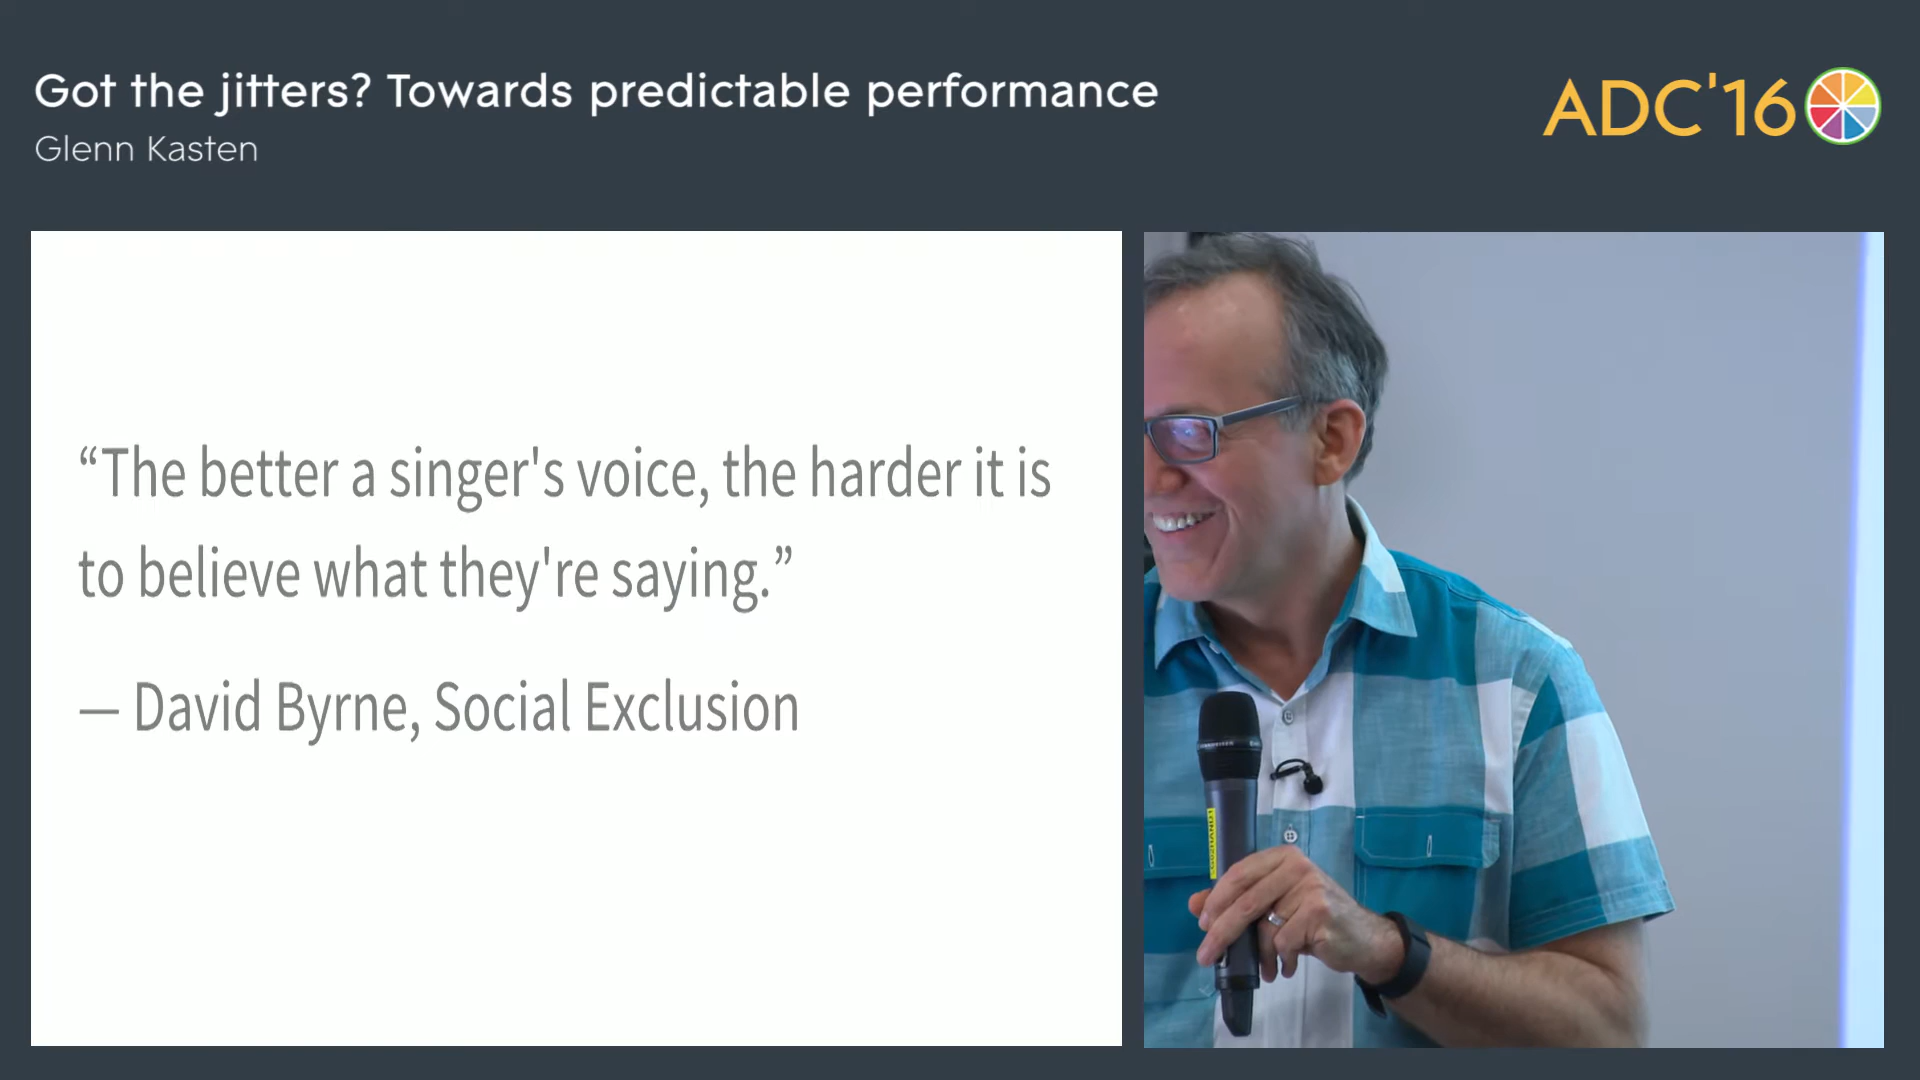 Got the jitters? Towards predictable performance
Glenn Kasten
ADC'16
“The better a singer's voice, the harder it is
to believe what they're saying.”
— David Byrne, Social Exclusion
SENNHEISER